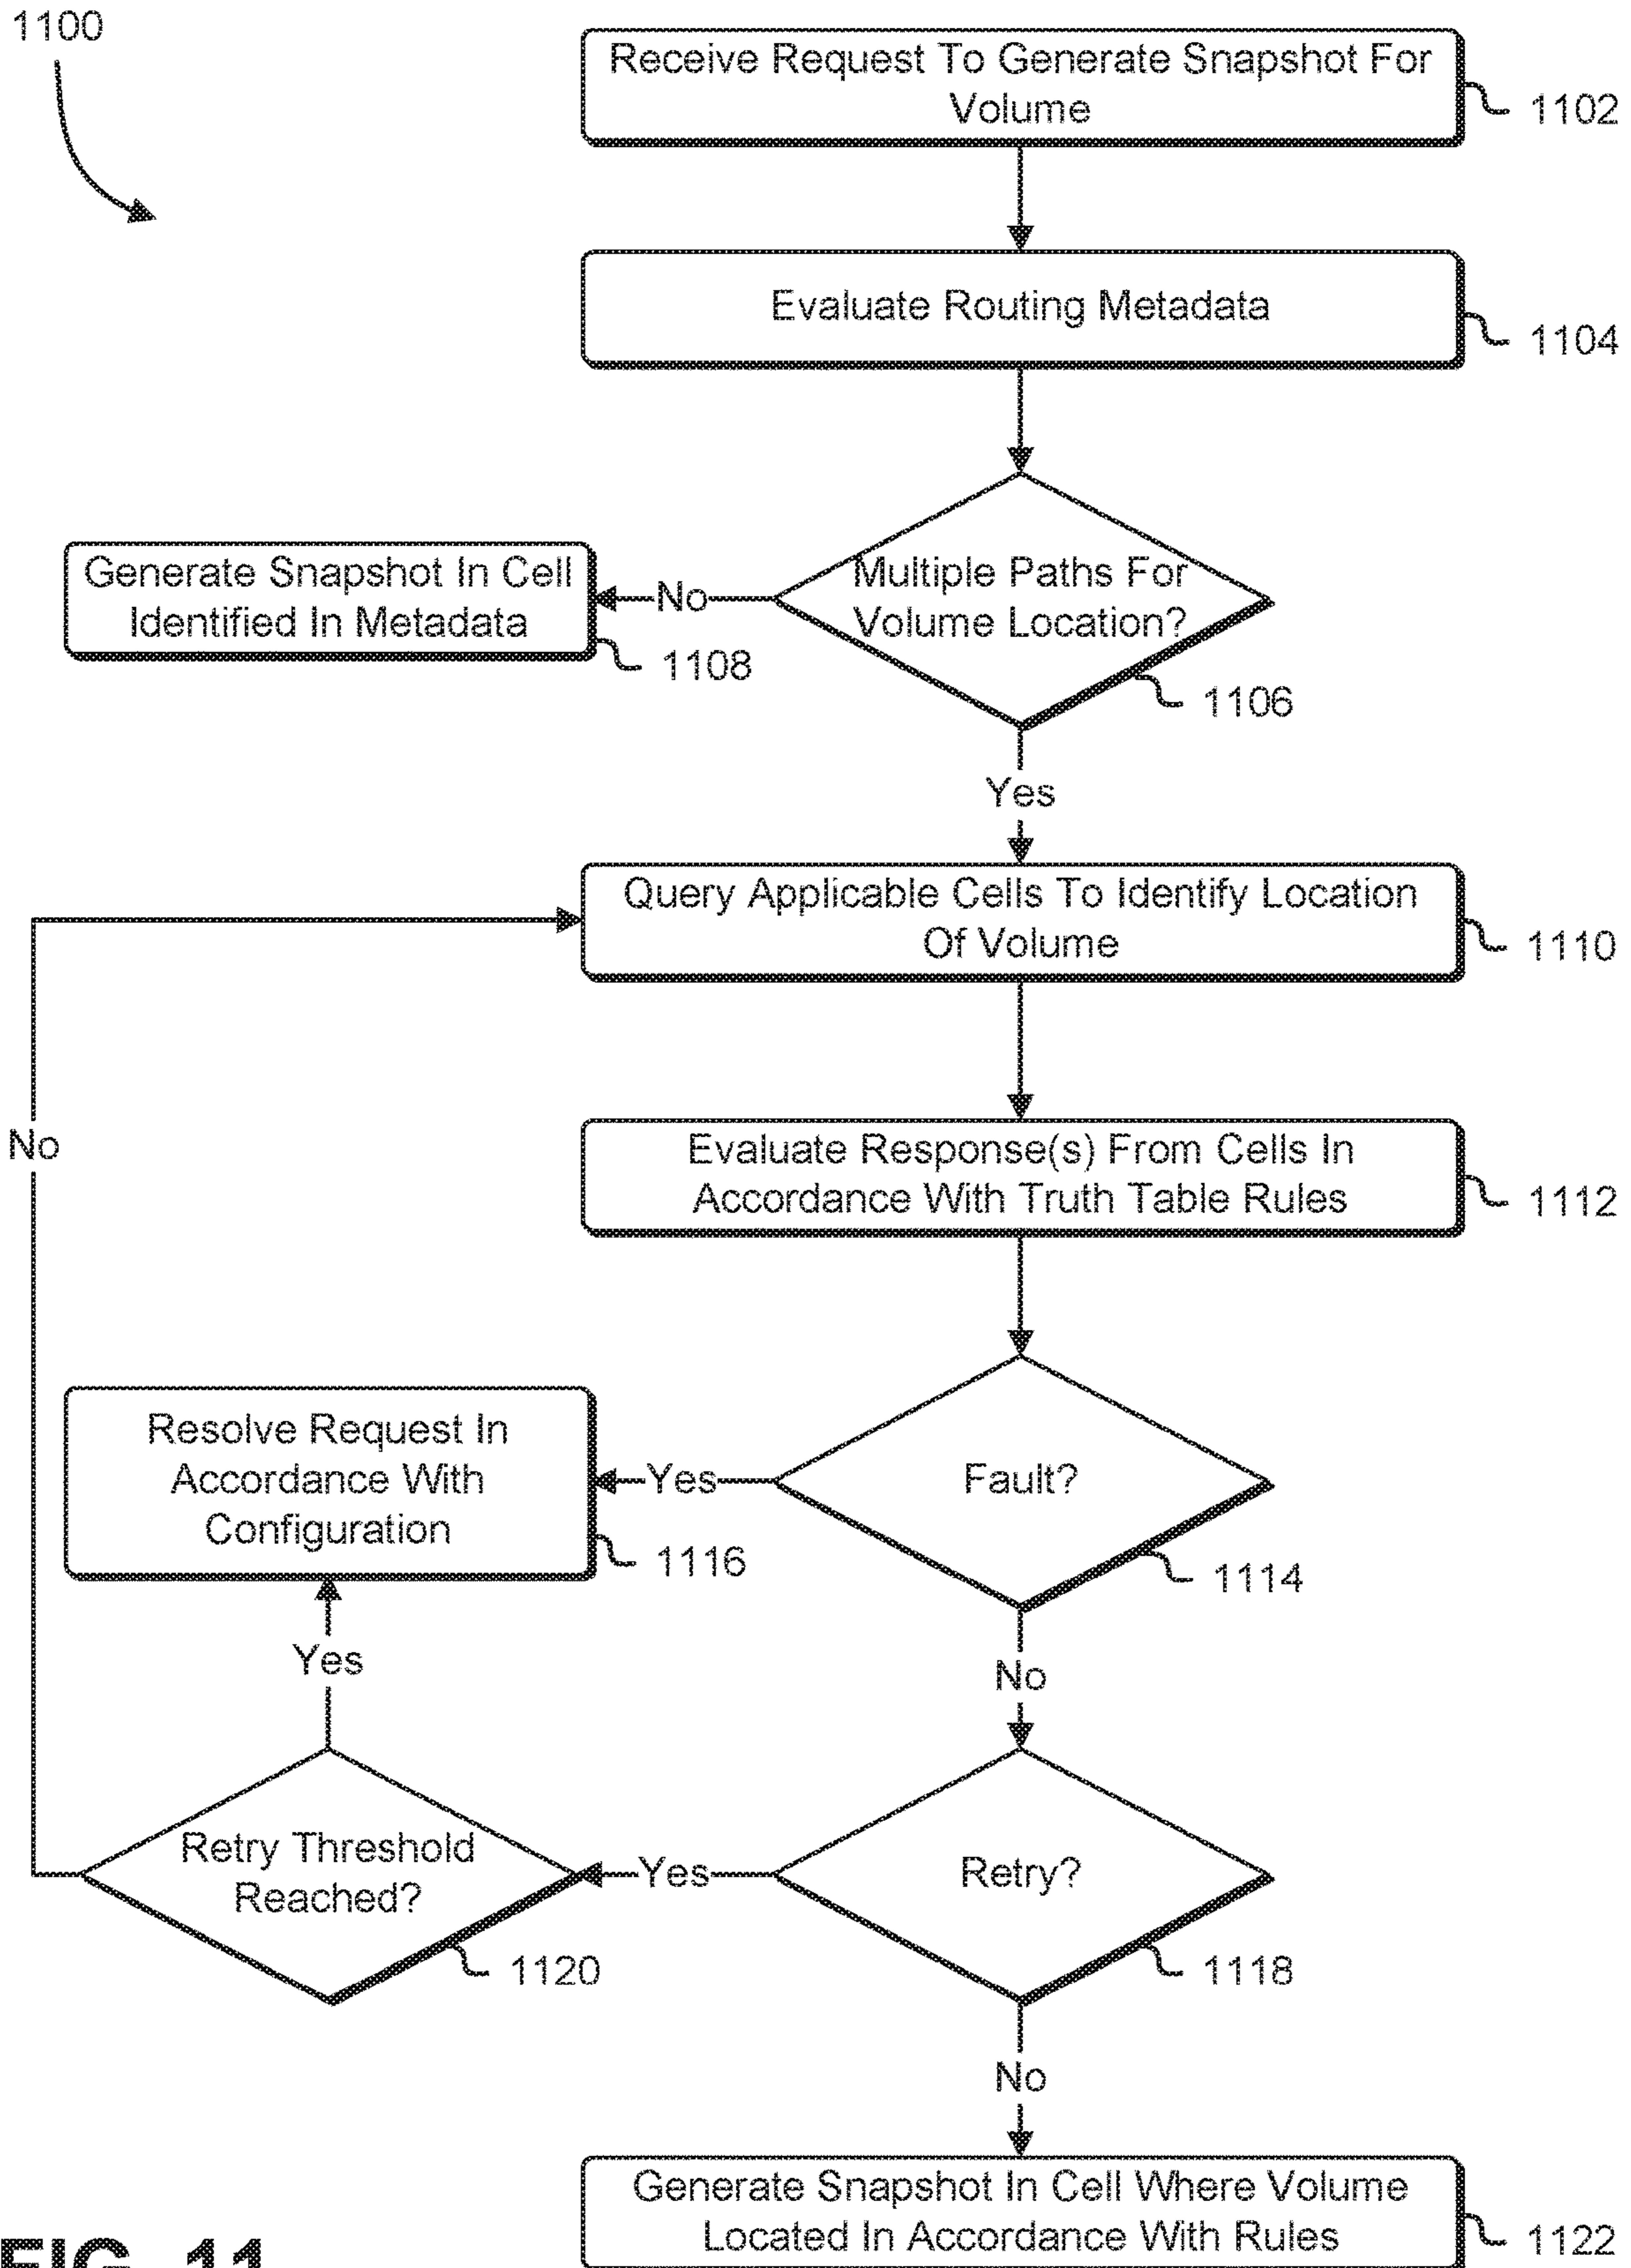 1100
Receive Request To Generate Snapshot For
Volume
1102
Evaluate Routing Metadata
1104
Multiple Paths For
Volume Location?
1106
No
Generate Snapshot In Cell
Identified In Metadata
1108
Yes
Query Applicable Cells To Identify Location
Of Volume
1110
No
Evaluate Response(s) From Cells In
Accordance With Truth Table Rules
1112
Fault?
1114
Yes
Resolve Request In
Accordance With
Configuration
1116
Yes
No
Retry?
1118
Yes
Retry Threshold
Reached?
1120
No
Generate Snapshot In Cell Where Volume
Located In Accordance With Rules
1122
FIG. 11